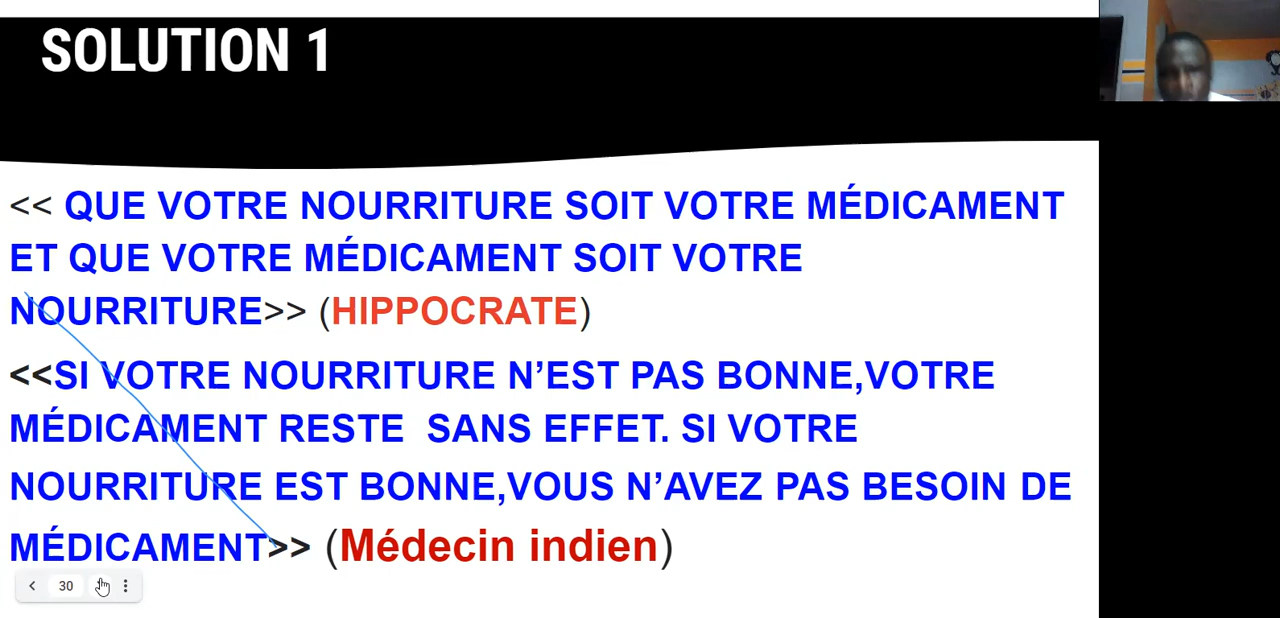 SOLUTION 1
<< QUE VOTRE NOURRITURE SOIT VOTRE MÉDICAMENT
ET QUE VOTRE MÉDICAMENT SOIT VOTRE
NOURRITURE>> (HIPPOCRATE)
<<SI VOTRE NOURRITURE N’EST PAS BONNE,VOTRE
MÉDICAMENT RESTE  SANS EFFET. SI VOTRE
NOURRITURE EST BONNE,VOUS N’AVEZ PAS BESOIN DE
MÉDICAMENT>> (Médecin indien)
30